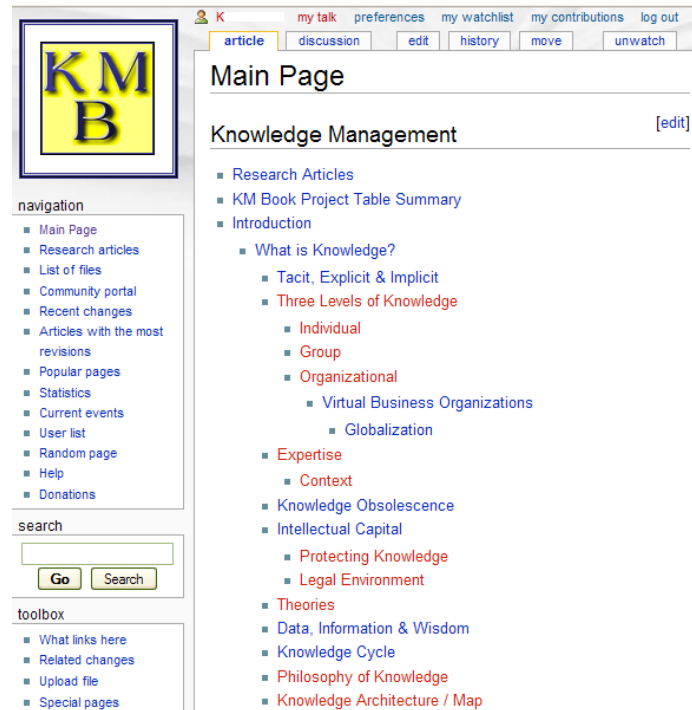 K M
B
K my talk preferences my watchlist my contributions log out
article discussion edit history move unwatch
Main Page
Knowledge Management [edit]
Research Articles
KM Book Project Table Summary
Introduction
What is Knowledge?
Tacit, Explicit & Implicit
Three Levels of Knowledge
Individual
Group
Organizational
Virtual Business Organizations
Globalization
Expertise
Context
Knowledge Obsolescence
Intellectual Capital
Protecting Knowledge
Legal Environment
Theories
Data, Information & Wisdom
Knowledge Cycle
Philosophy of Knowledge
Knowledge Architecture / Map
navigation
Main Page
Research articles
List of files
Community portal
Recent changes
Articles with the most
revisions
Popular pages
Statistics
Current events
User list
Random page
Help
Donations
search
Go Search
toolbox
What links here
Related changes
Upload file
Special pages